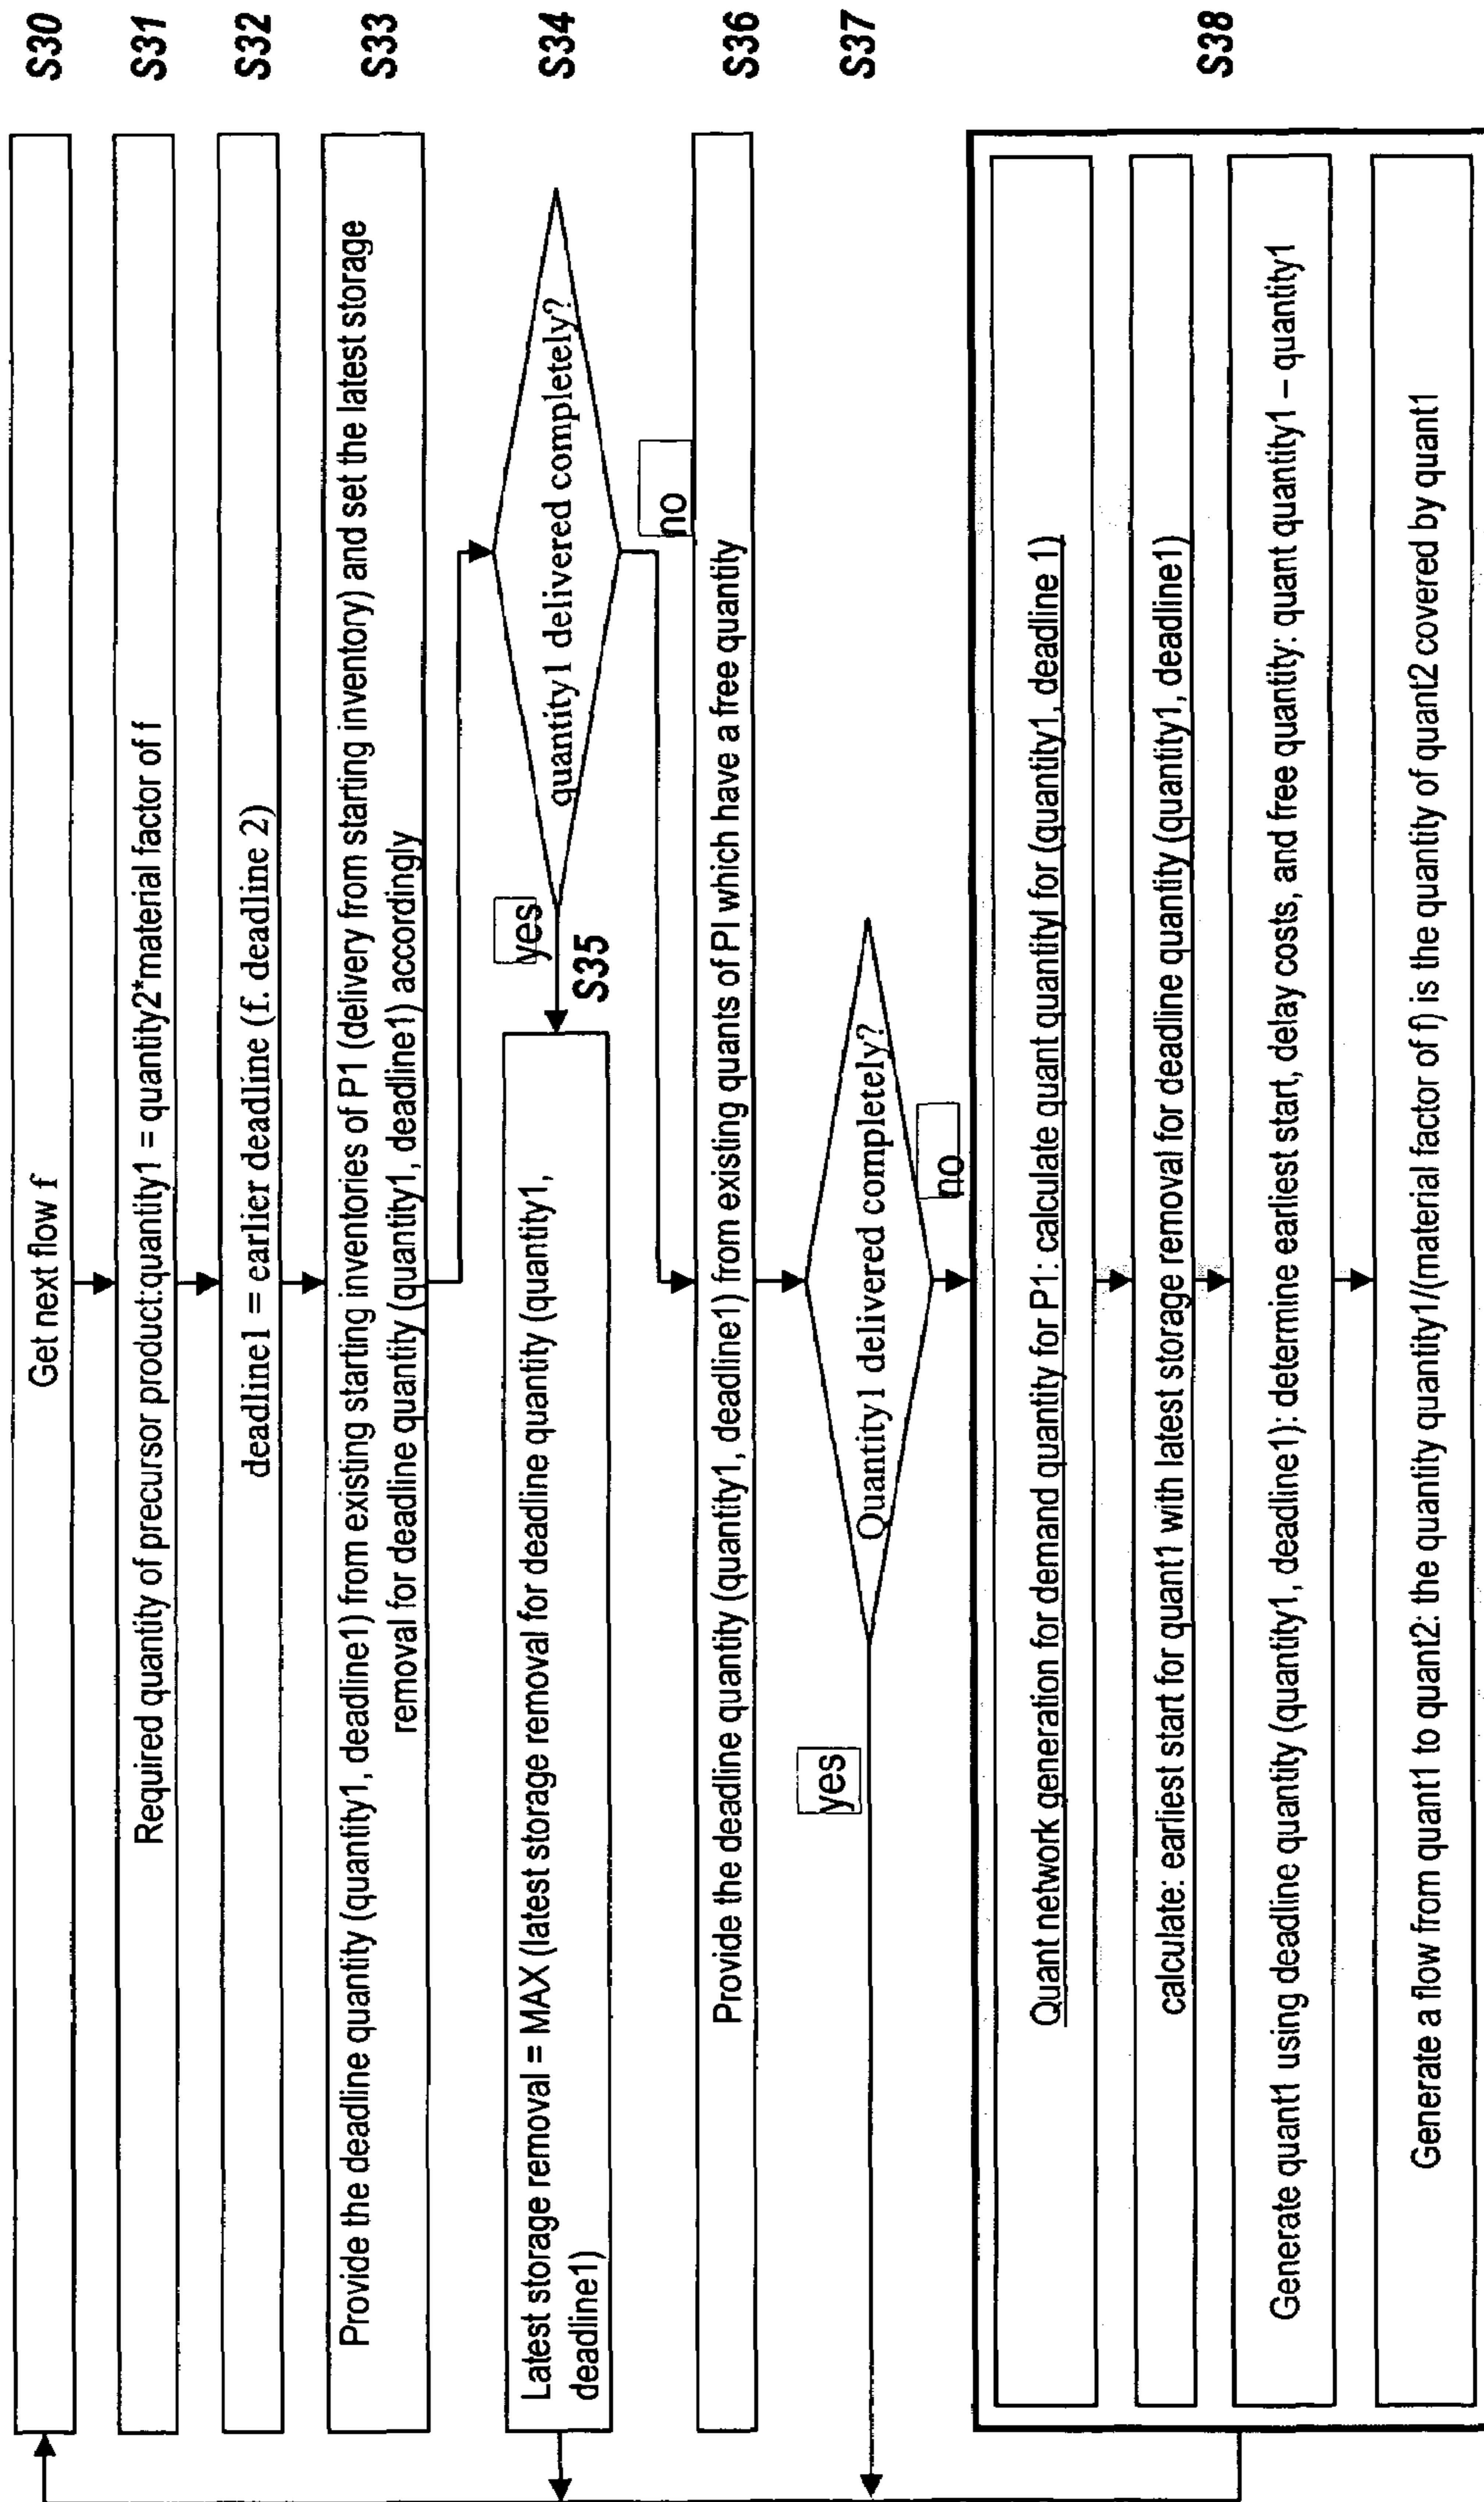 S30
Get next flow f
S31
Required quantity of precursor product:quantity1 = quantity2*material factor of f
S32
deadline1 = earlier deadline (f. deadline 2)
S33
Provide the deadline quantity (quantity1, deadline1) from existing starting inventories of P1 (delivery from starting inventory) and set the latest storage
removal for deadline quantity (quantity1, deadline1) accordingly
S34
quantity1 delivered completely?
yes
no
S35
Latest storage removal = MAX (latest storage removal for deadline quantity (quantity1,
deadline1)
S36
Provide the deadline quantity (quantity1, deadline1) from existing quants of PI which have a free quantity
S37
Quantity1 delivered completely?
yes
no
S38
Quant network generation for demand quantity for P1: calculate quant quantityl for (quantity1, deadline 1)
calculate: earliest start for quant1 with latest storage removal for deadline quantity (quantity1, deadline1)
Generate quant1 using deadline quantity (quantity1, deadline1): determine earliest start, delay costs, and free quantity: quant quantity1 – quantity1
Generate a flow from quant1 to quant2: the quantity quantity1/(material factor of f) is the quantity of quant2 covered by quant1